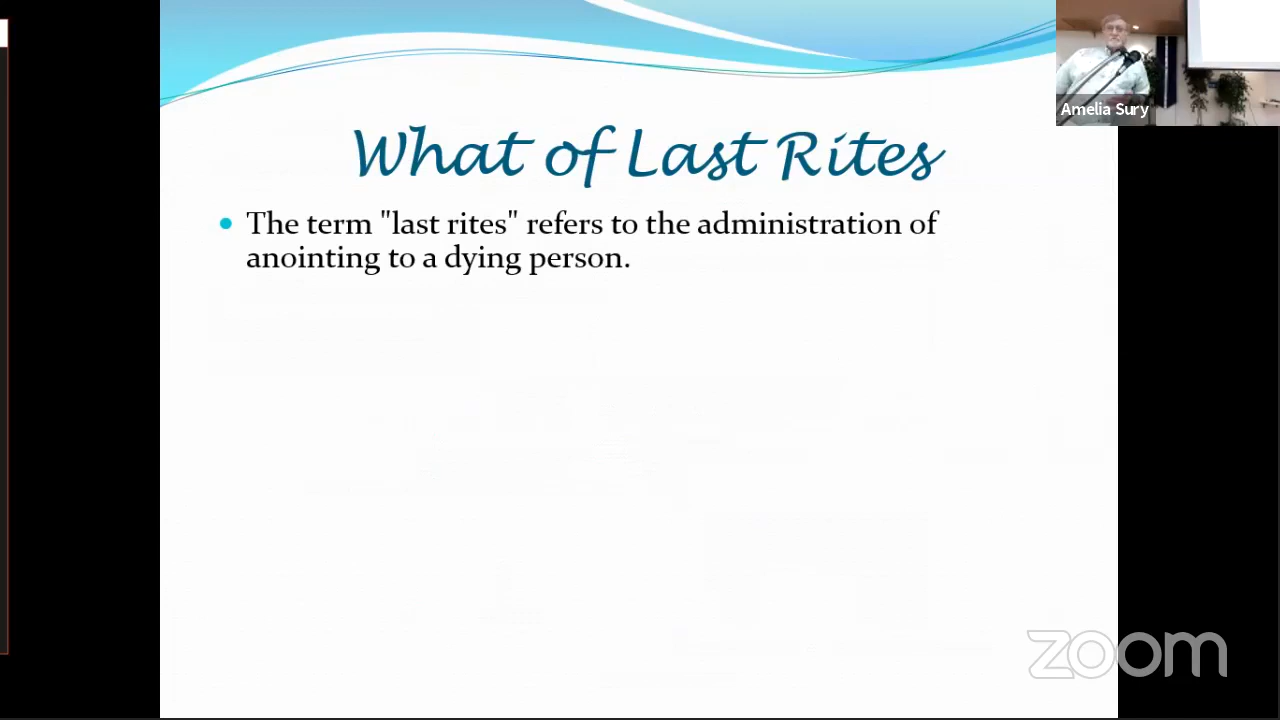 What of Last Rites
The term "last rites" refers to the administration of
anointing to a dying person.
Amelia Sury
zoom